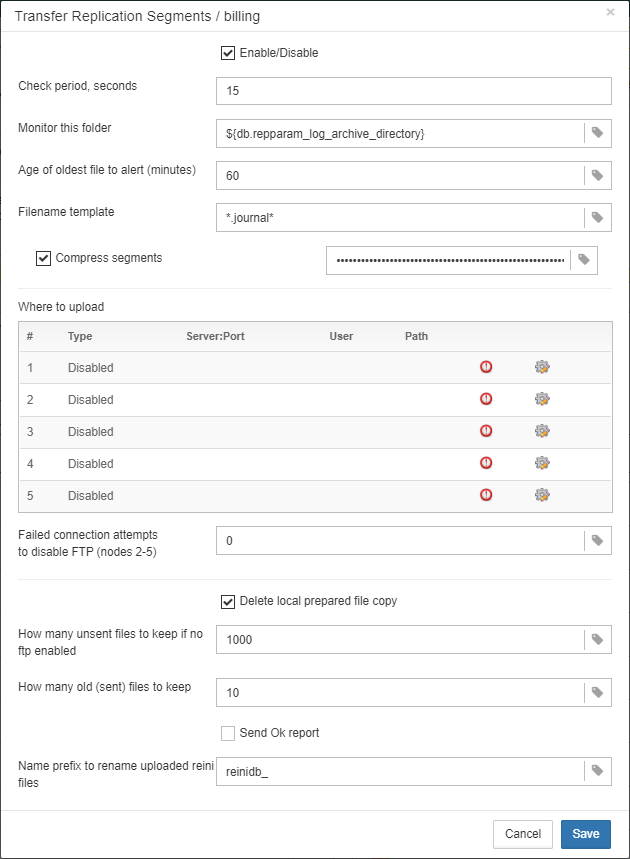 Transfer Replication Segments / billing
×
Enable/Disable
Check period, seconds
15
Monitor this folder
${db.repparam_log_archive_directory}
Age of oldest file to alert (minutes)
60
Filename template
*.journal*
Compress segments
Where to upload
# Type Server:Port User Path
1 Disabled
2 Disabled
3 Disabled
4 Disabled
5 Disabled
Failed connection attempts
to disable FTP (nodes 2-5)
0
Delete local prepared file copy
How many unsent files to keep if no
ftp enabled
1000
How many old (sent) files to keep
10
Send Ok report
Name prefix to rename uploaded reini
files
reinidb_
Cancel Save